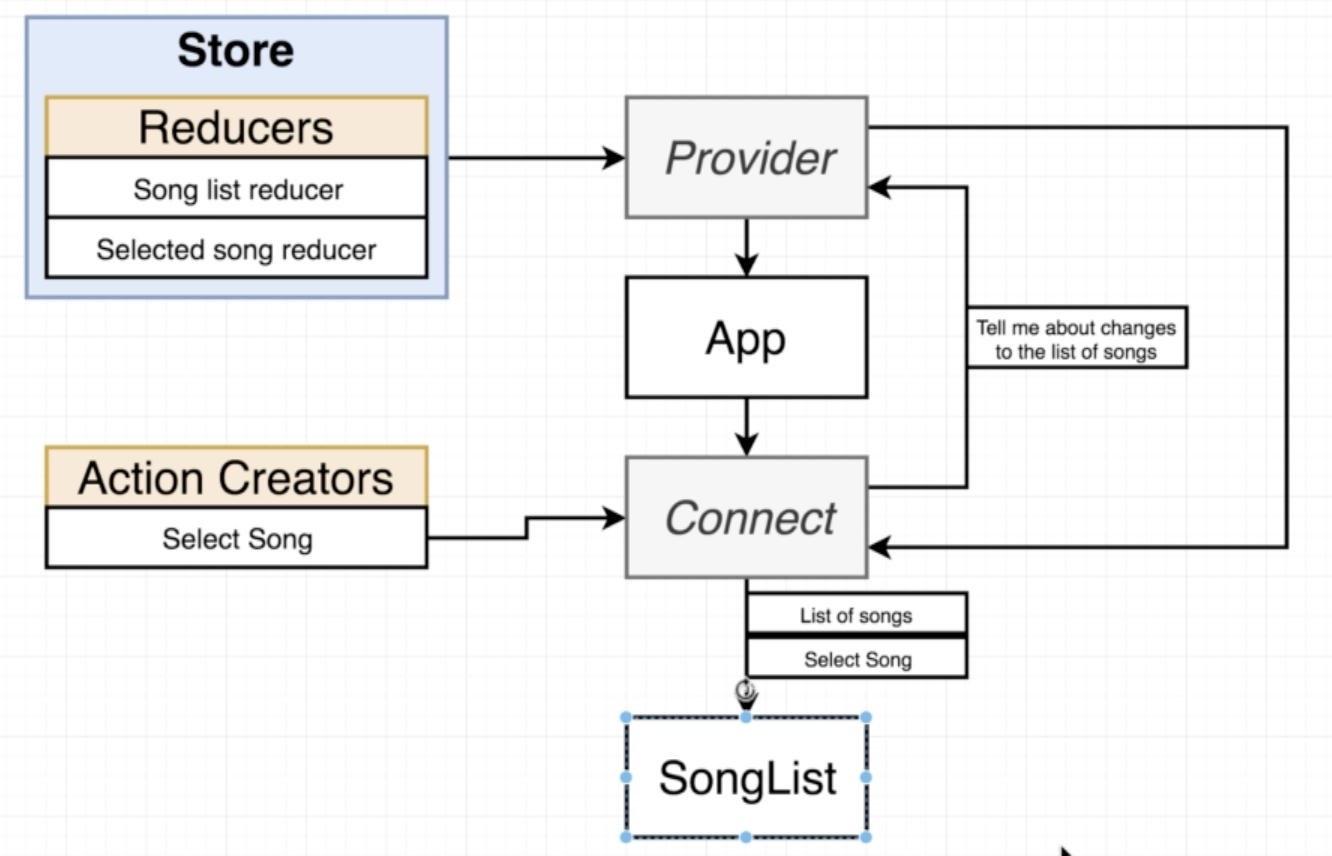 Store
Reducers
Song list reducer
Selected song reducer
Provider
App
Tell me about changes
to the list of songs
Action Creators
Select Song
Connect
List of songs
Select Song
SongList